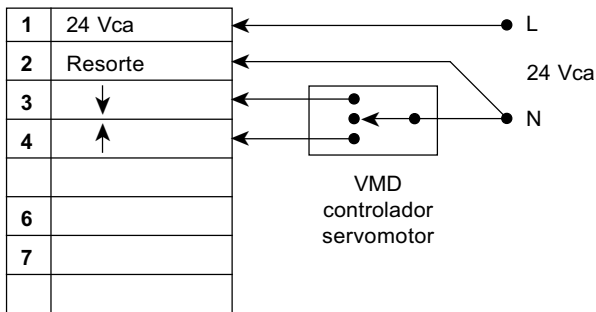 1 24 Vca
L
2 Resorte
24 Vca
3 ↓
N
4 ↑
VMD
controlador
servomotor
6
7